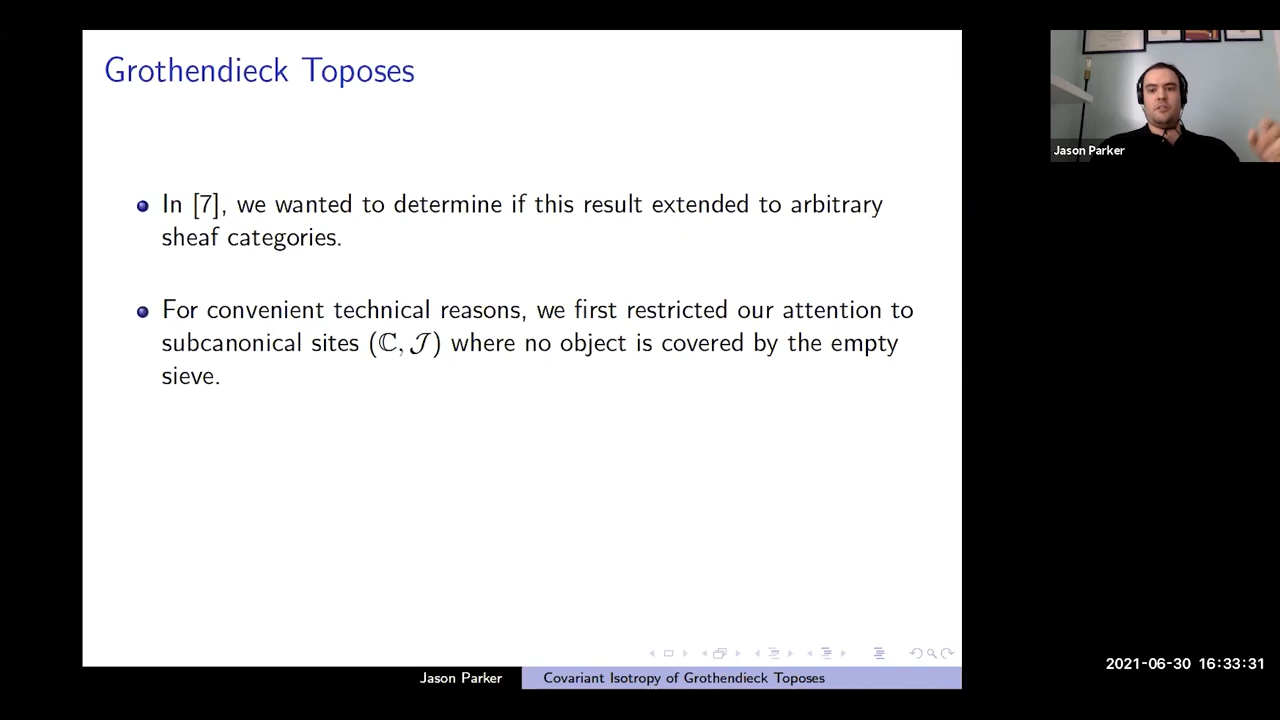 Grothendieck Toposes
In [7], we wanted to determine if this result extended to arbitrary
sheaf categories.
For convenient technical reasons, we first restricted our attention to
subcanonical sites (ℂ, 𝒥) where no object is covered by the empty
sieve.
Jason Parker
Covariant Isotropy of Grothendieck Toposes
Jason Parker
2021-06-30 16:33:31